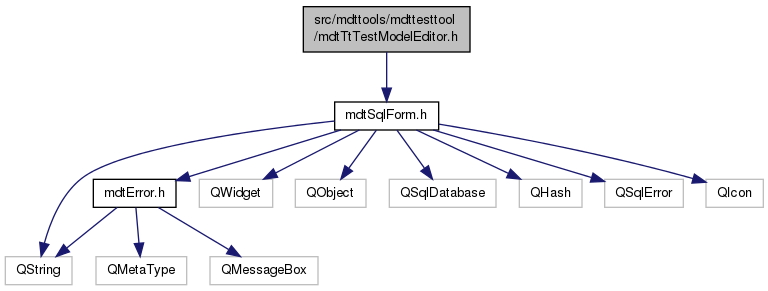 src/mdttools/mdttesttool
/mdtTtTestModelEditor.h
mdtSqlForm.h
mdtError.h
QWidget
QObject
QSqlDatabase
QHash
QSqlError
QIcon
QString
QMetaType
QMessageBox